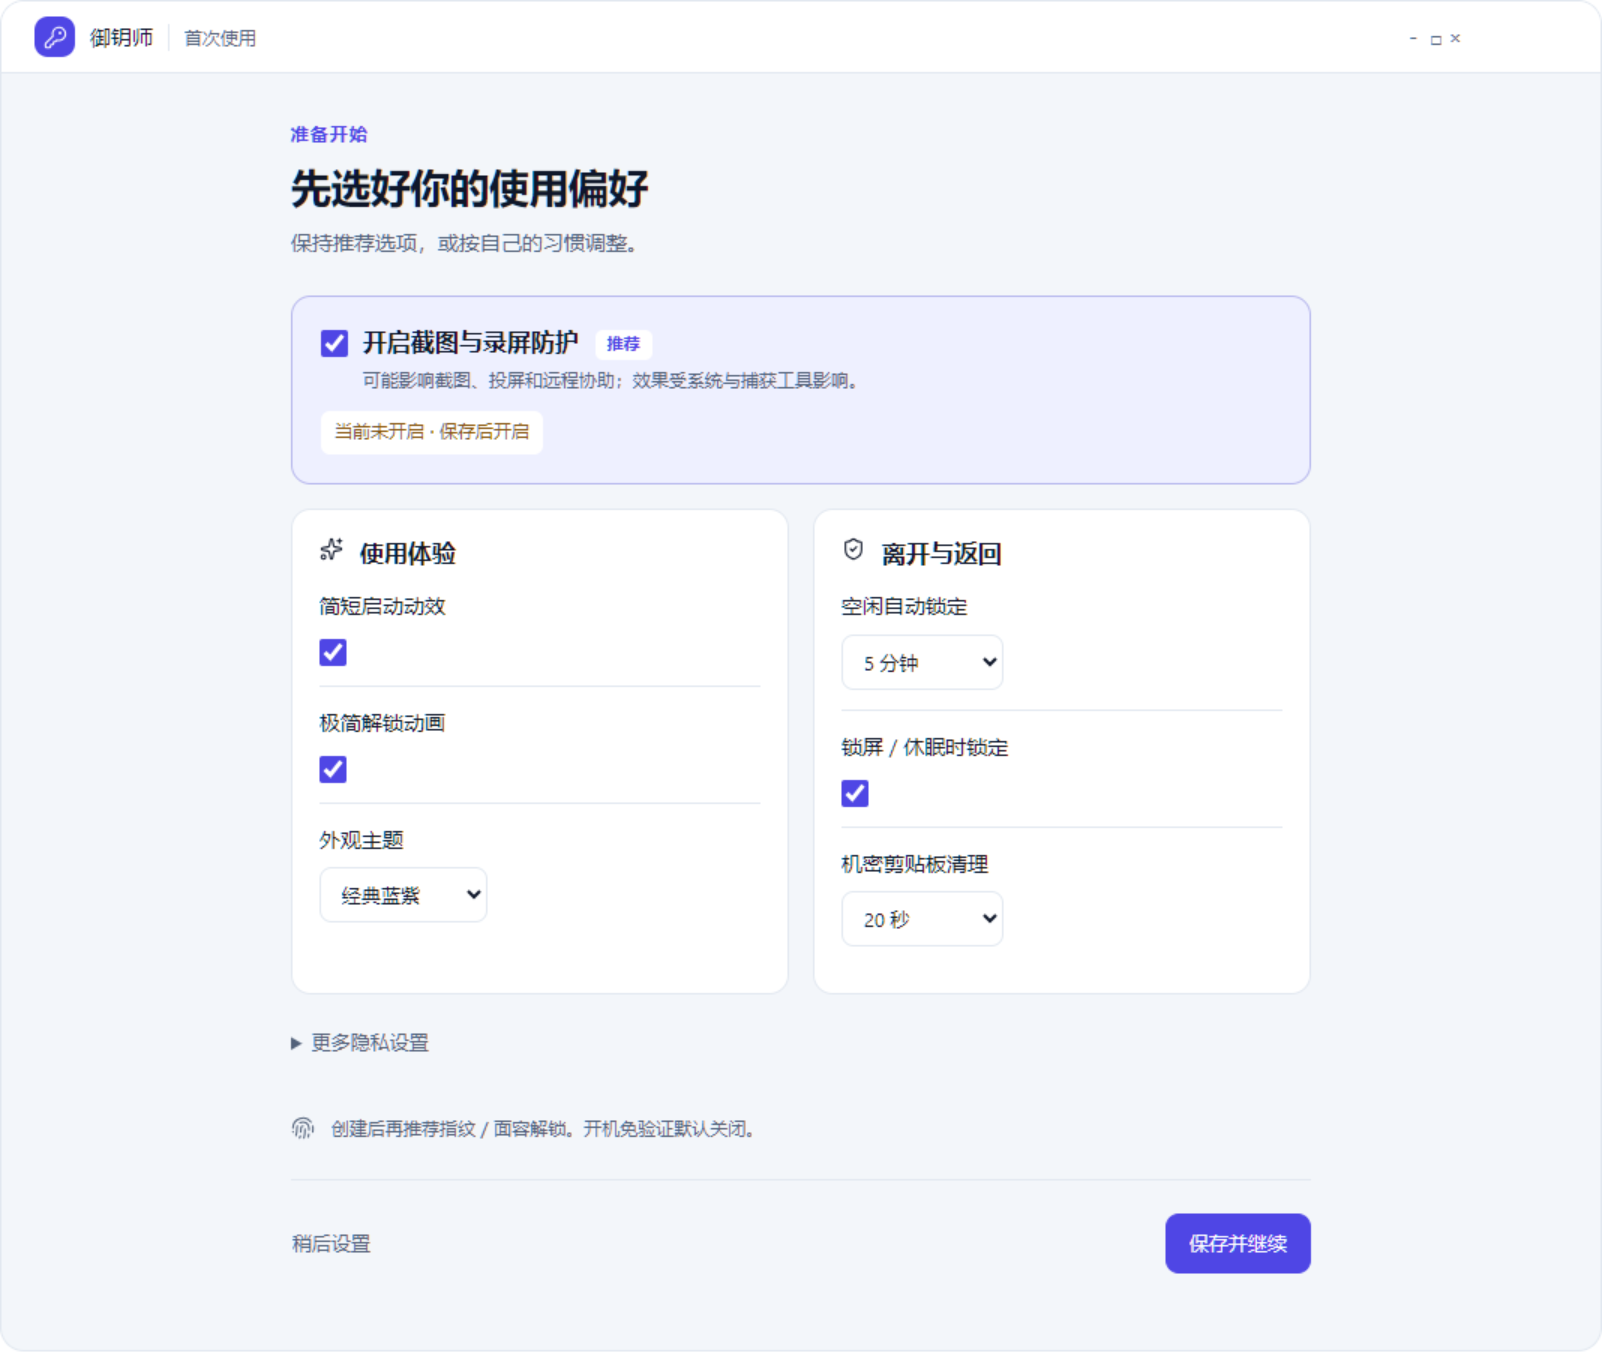 御钥师
首次使用
准备开始
先选好你的使用偏好
保持推荐选项，或按自己的习惯调整。
开启截图与录屏防护 推荐
可能影响截图、投屏和远程协助；效果受系统与捕获工具影响。
当前未开启 · 保存后开启
使用体验
简短启动动效
极简解锁动画
外观主题
经典蓝紫
离开与返回
空闲自动锁定
5 分钟
锁屏 / 休眠时锁定
机密剪贴板清理
20 秒
更多隐私设置
创建后再推荐指纹 / 面容解锁。开机免验证默认关闭。
稍后设置
保存并继续